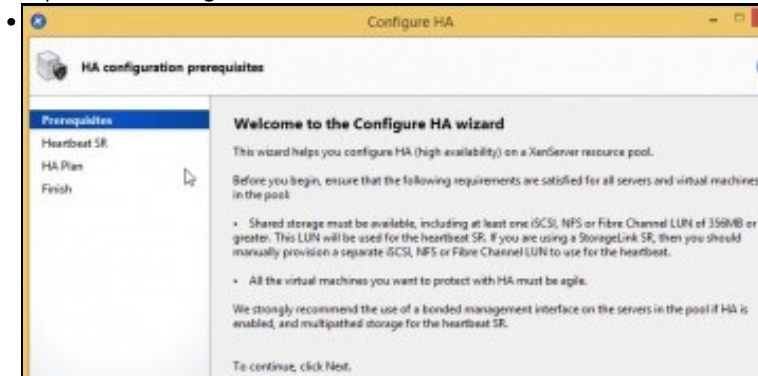 Configure HA
HA configuration prerequisites
Prerequisites
Heartbeat SR
HA Plan
Finish
Welcome to the Configure HA wizard
This wizard helps you configure HA (high availability) on a XenServer resource pool.
Before you begin, ensure that the following requirements are satisfied for all servers and virtual machines
in the pool:
• Shared storage must be available, including at least one iSCSI, NFS or Fibre Channel LUN of 356MB or
greater. This LUN will be used for the heartbeat SR. If you are using a StorageLink SR, then you should
manually provision a separate iSCSI, NFS or Fibre Channel LUN to use for the heartbeat.
• All the virtual machines you want to protect with HA must be agile.
We strongly recommend the use of a bonded management interface on the servers in the pool if HA is
enabled, and multipathed storage for the heartbeat SR.
To continue, click Next.